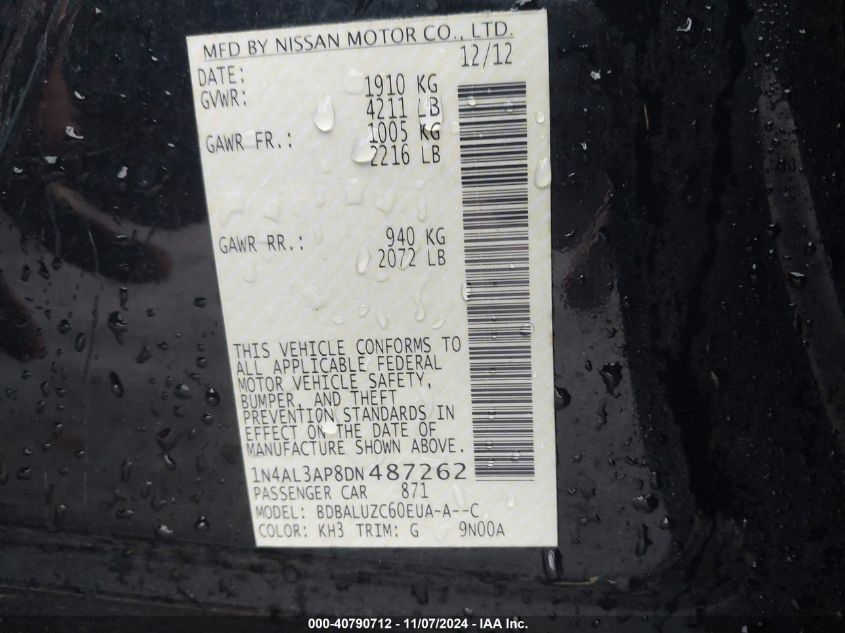 MFD BY NISSAN MOTOR CO., LTD.
DATE: 12/12
GVWR: 1910 KG
4211 LB
GAWR FR.: 1005 KG
2216 LB
GAWR RR.: 940 KG
2072 LB
THIS VEHICLE CONFORMS TO
ALL APPLICABLE FEDERAL
MOTOR VEHICLE SAFETY,
BUMPER, AND THEFT
PREVENTION STANDARDS IN
EFFECT ON THE DATE OF
MANUFACTURE SHOWN ABOVE.
1N4AL3AP8DN487262
PASSENGER CAR 871
MODEL: BDBALUZC60EUA-A--C
COLOR: KH3 TRIM: G 9N00A
000-40790712 - 11/07/2024 - IAA Inc.